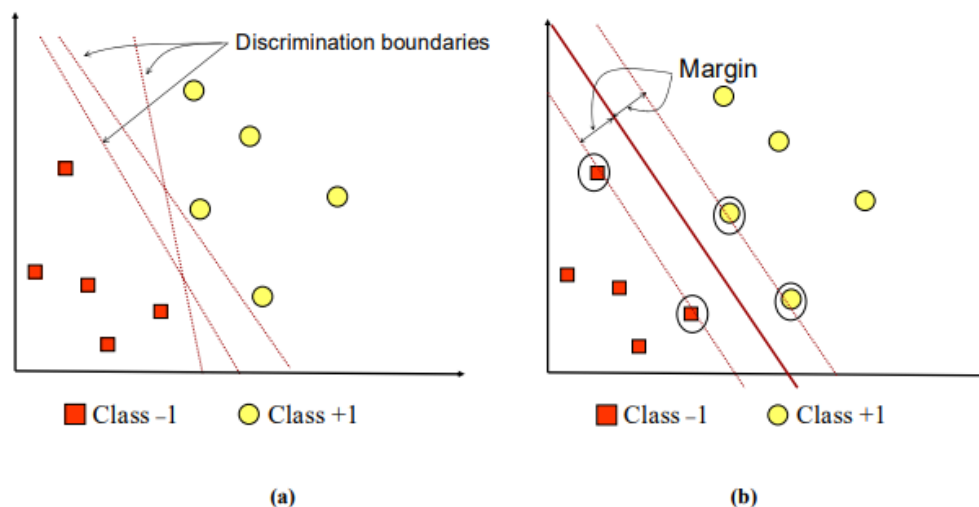 Discrimination boundaries
Margin
Class –1
Class +1
Class –1
Class +1
(a)
(b)